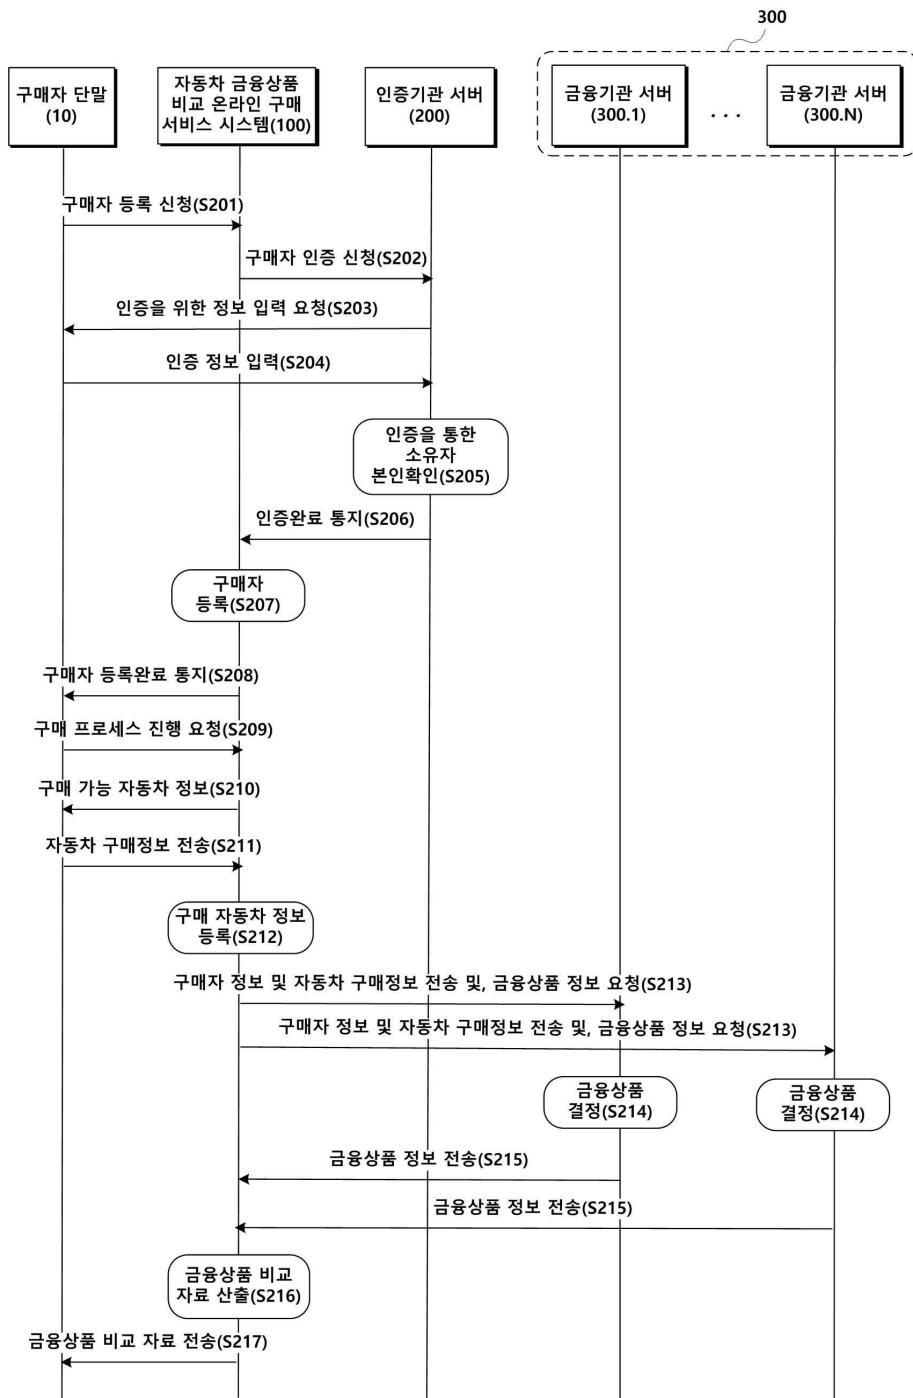 300
구매자 단말
(10)
자동차 금융상품
비교 온라인 구매
서비스 시스템(100)
인증기관 서버
(200)
금융기관 서버
(300.1)
. . .
금융기관 서버
(300.N)
구매자 등록 신청(S201)
구매자 인증 신청(S202)
인증을 위한 정보 입력 요청(S203)
인증 정보 입력(S204)
인증을 통한
소유자
본인확인(S205)
인증완료 통지(S206)
구매자
등록(S207)
구매자 등록완료 통지(S208)
구매 프로세스 진행 요청(S209)
구매 가능 자동차 정보(S210)
자동차 구매정보 전송(S211)
구매 자동차 정보
등록(S212)
구매자 정보 및 자동차 구매정보 전송 및, 금융상품 정보 요청(S213)
구매자 정보 및 자동차 구매정보 전송 및, 금융상품 정보 요청(S213)
금융상품
결정(S214)
금융상품
결정(S214)
금융상품 정보 전송(S215)
금융상품 정보 전송(S215)
금융상품 비교
자료 산출(S216)
금융상품 비교 자료 전송(S217)